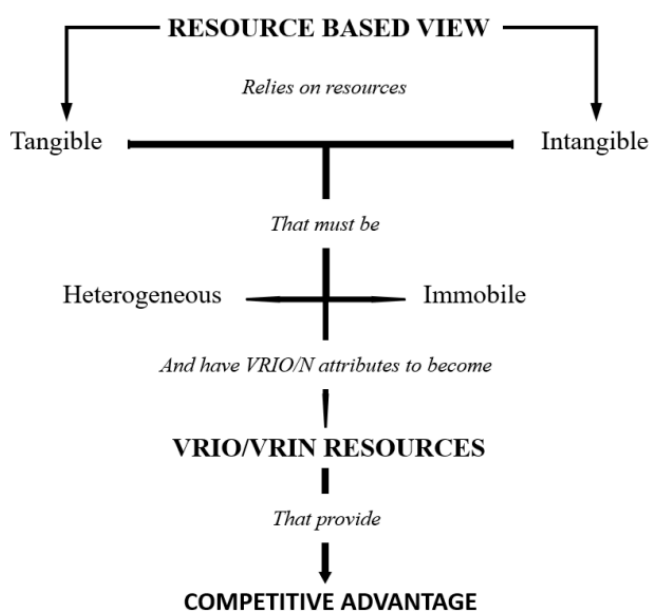 RESOURCE BASED VIEW
Relies on resources
Tangible
Intangible
That must be
Heterogeneous
Immobile
And have VRIO/N attributes to become
VRIO/VRIN RESOURCES
That provide
COMPETITIVE ADVANTAGE